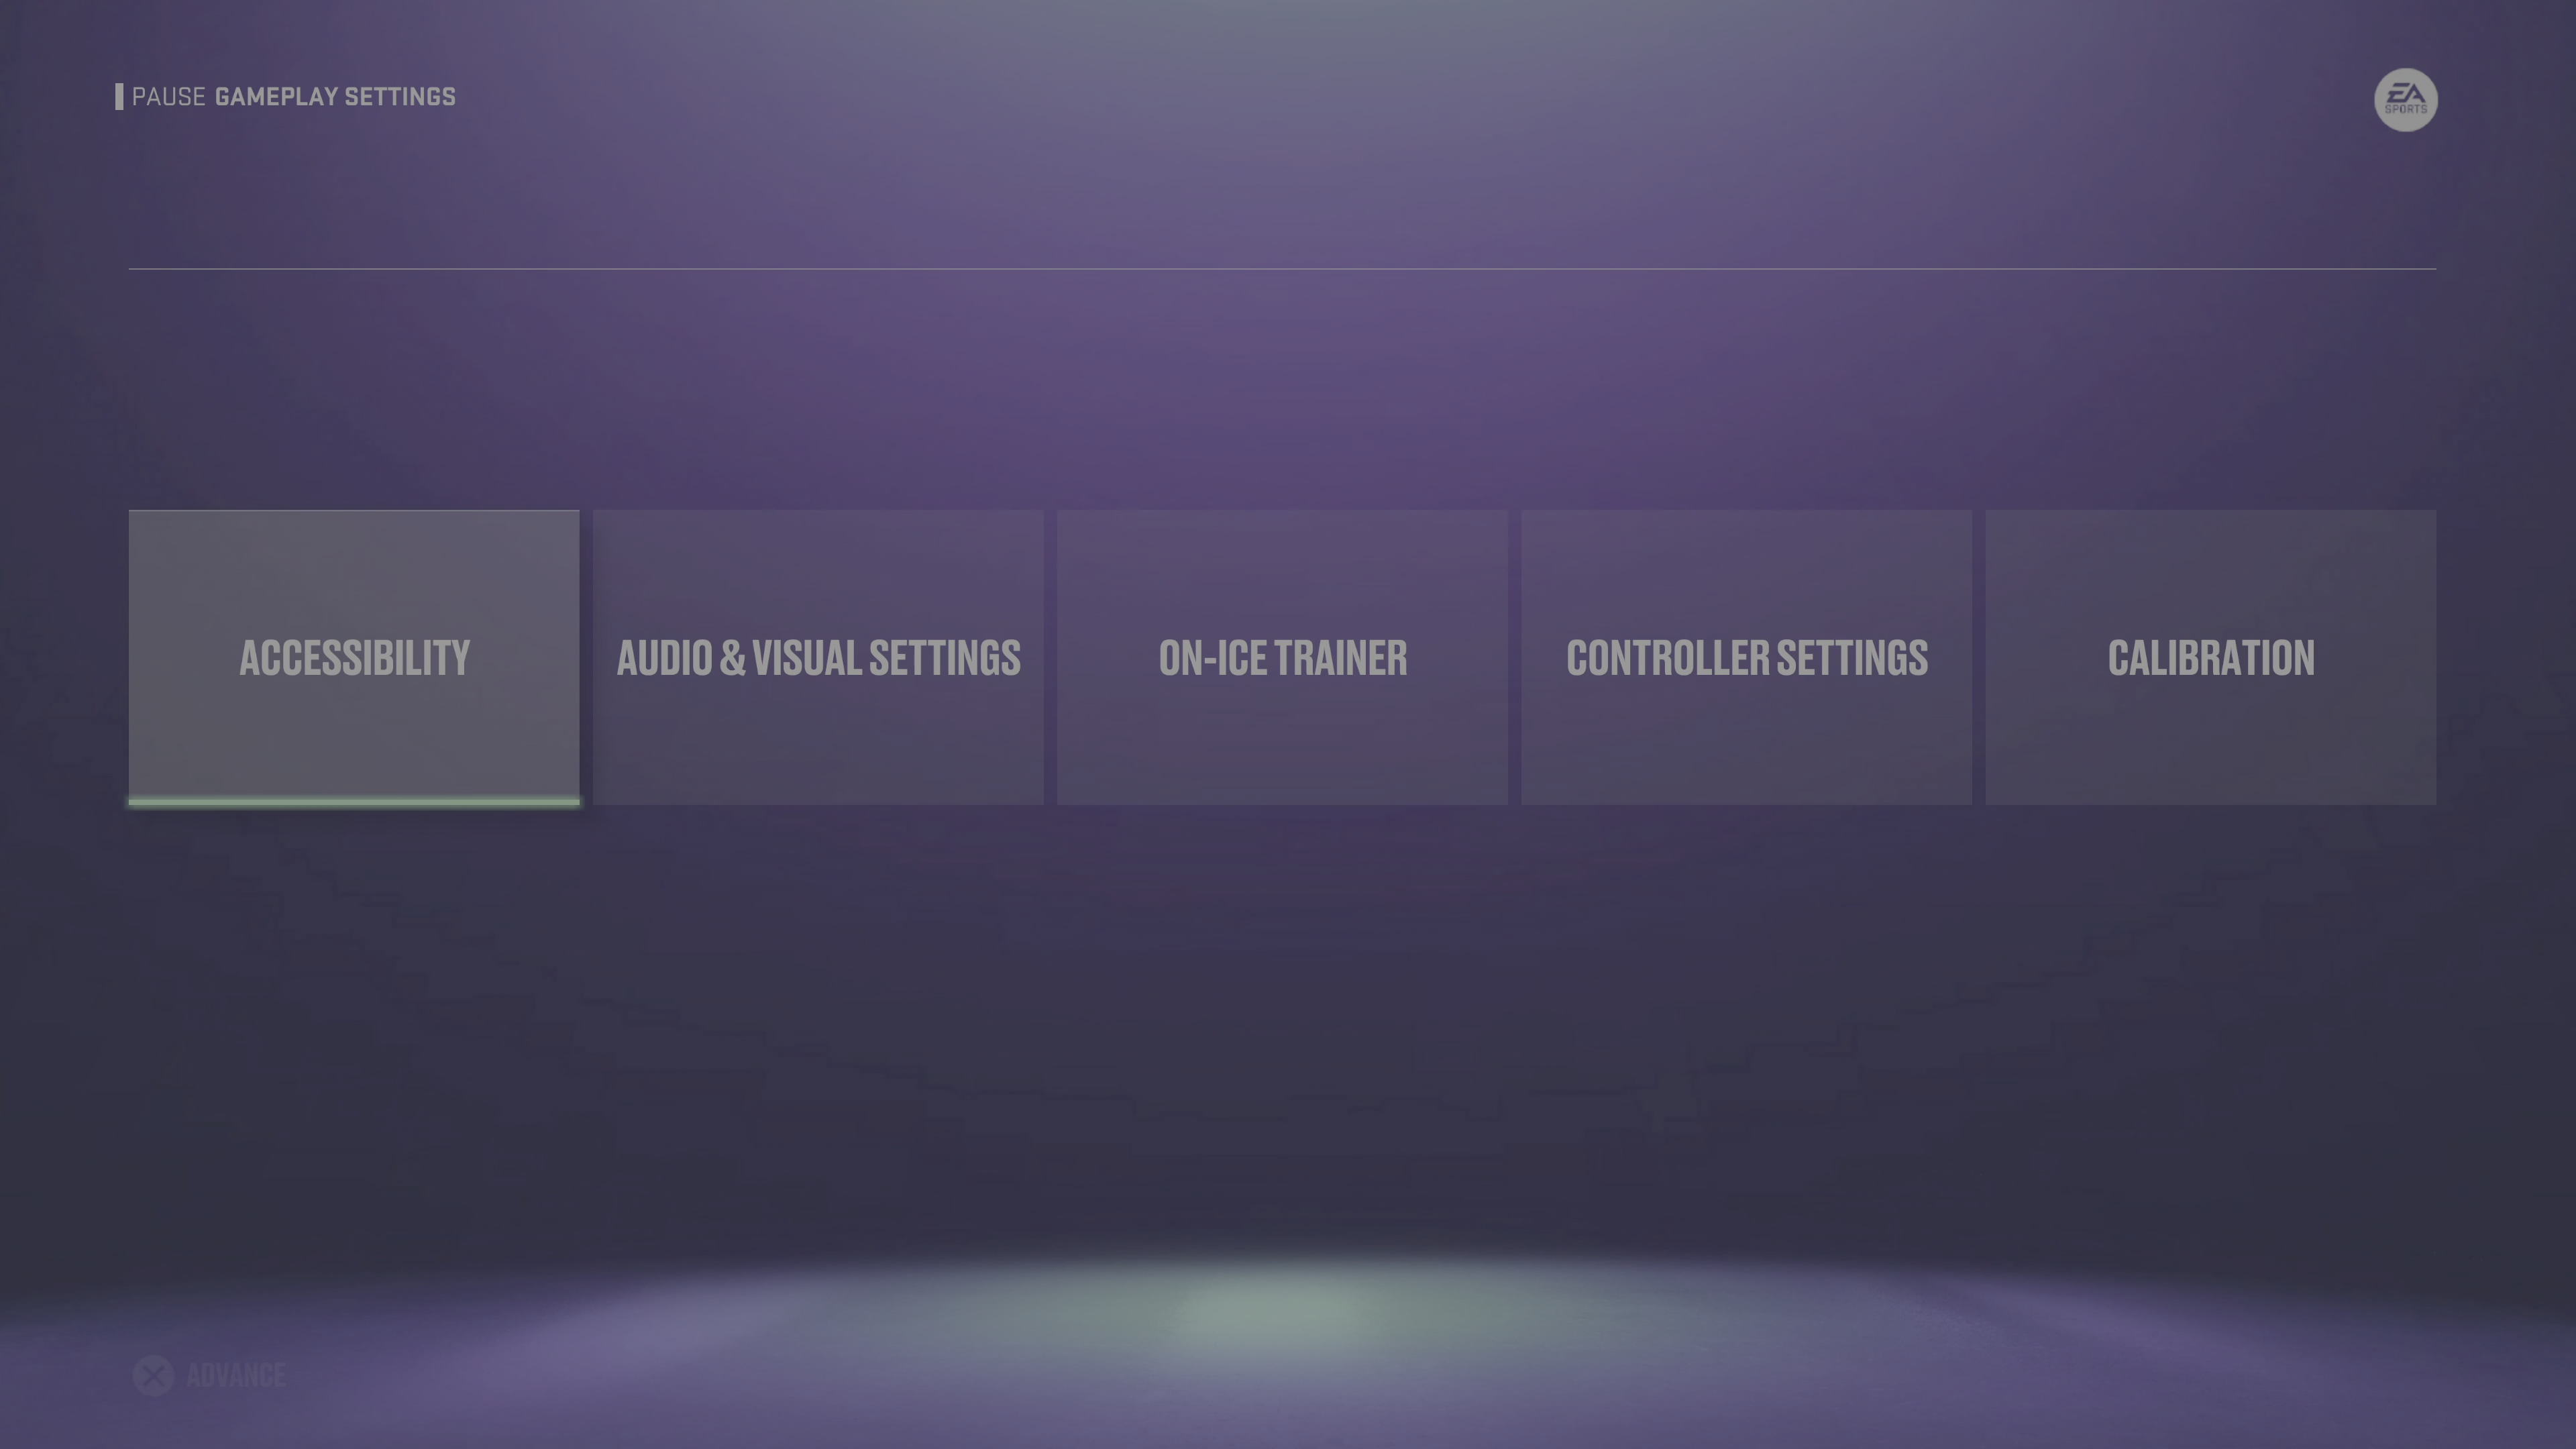 PAUSE GAMEPLAY SETTINGS
EA
SPORTS
ACCESSIBILITY
AUDIO & VISUAL SETTINGS
ON-ICE TRAINER
CONTROLLER SETTINGS
CALIBRATION
ADVANCE